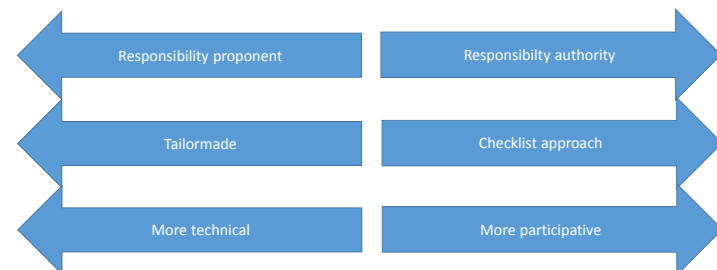 Responsibility proponent
Responsibilty authority
Tailormade
Checklist approach
More technical
More participative